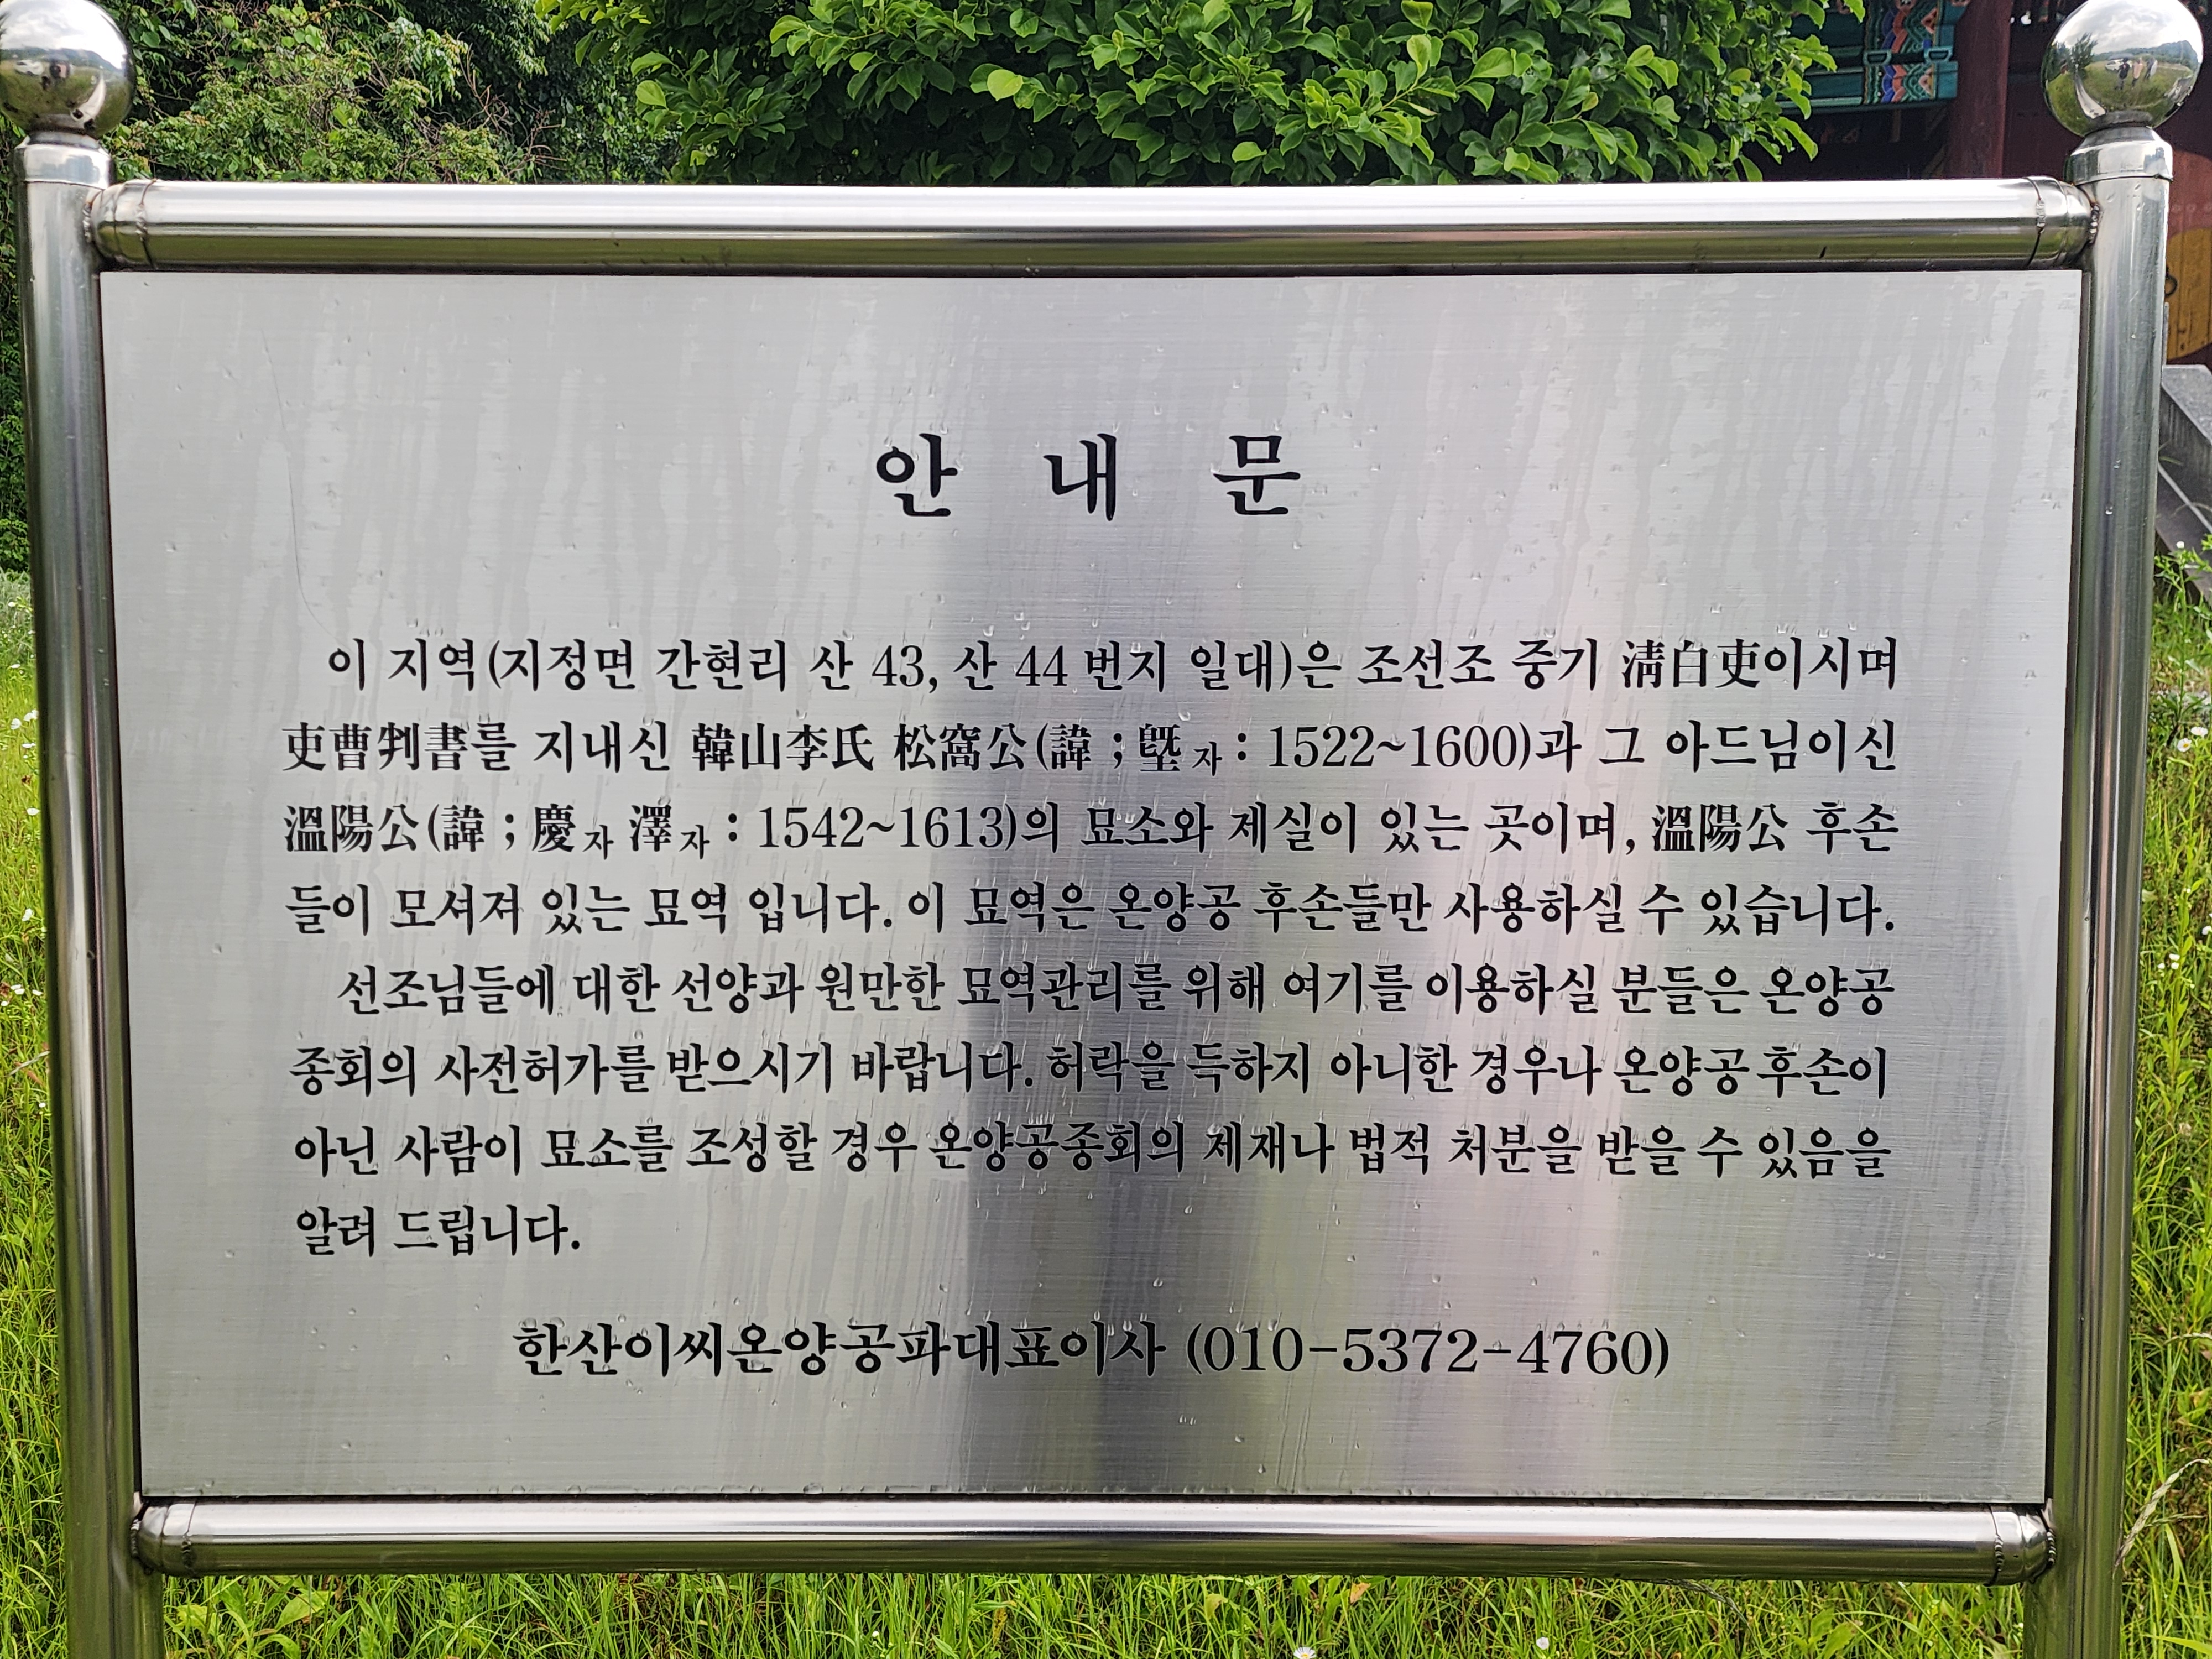 안 내 문
이 지역(지정면 간현리 산 43, 산 44 번지 일대)은 조선조 중기 淸白吏이시며
吏曹判書를 지내신 韓山李氏 松窩公(諱 ; 墍 자 : 1522~1600)과 그 아드님이신
溫陽公(諱 ; 慶 자 澤 자 : 1542~1613)의 묘소와 제실이 있는 곳이며, 溫陽公 후손
들이 모셔져 있는 묘역 입니다. 이 묘역은 온양공 후손들만 사용하실 수 있습니다.
선조님들에 대한 선양과 원만한 묘역관리를 위해 여기를 이용하실 분들은 온양공
종회의 사전허가를 받으시기 바랍니다. 허락을 득하지 아니한 경우나 온양공 후손이
아닌 사람이 묘소를 조성할 경우 온양공종회의 제재나 법적 처분을 받을 수 있음을
알려 드립니다.
한산이씨온양공파대표이사 (010-5372-4760)